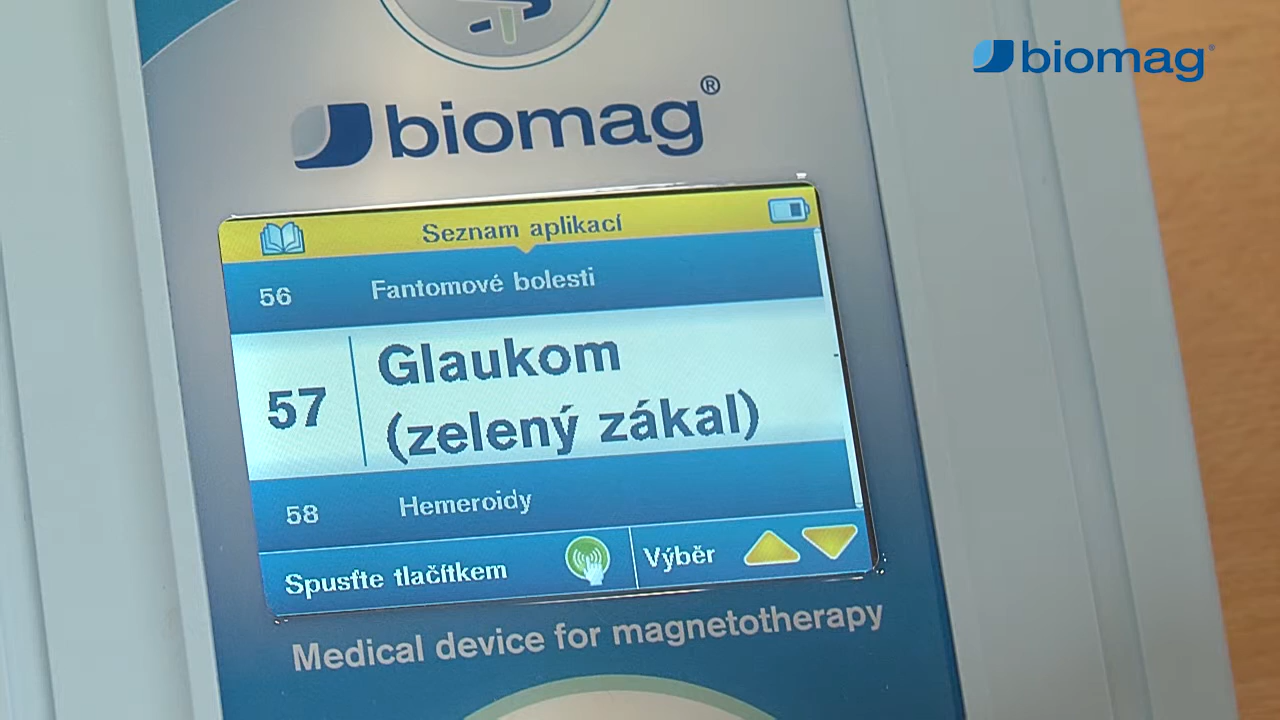 biomag
biomag®
Seznam aplikací
56 Fantomové bolesti
57 Glaukom
(zelený zákal)
58 Hemeroidy
Spusťte tlačítkem Výběr
Medical device for magnetotherapy